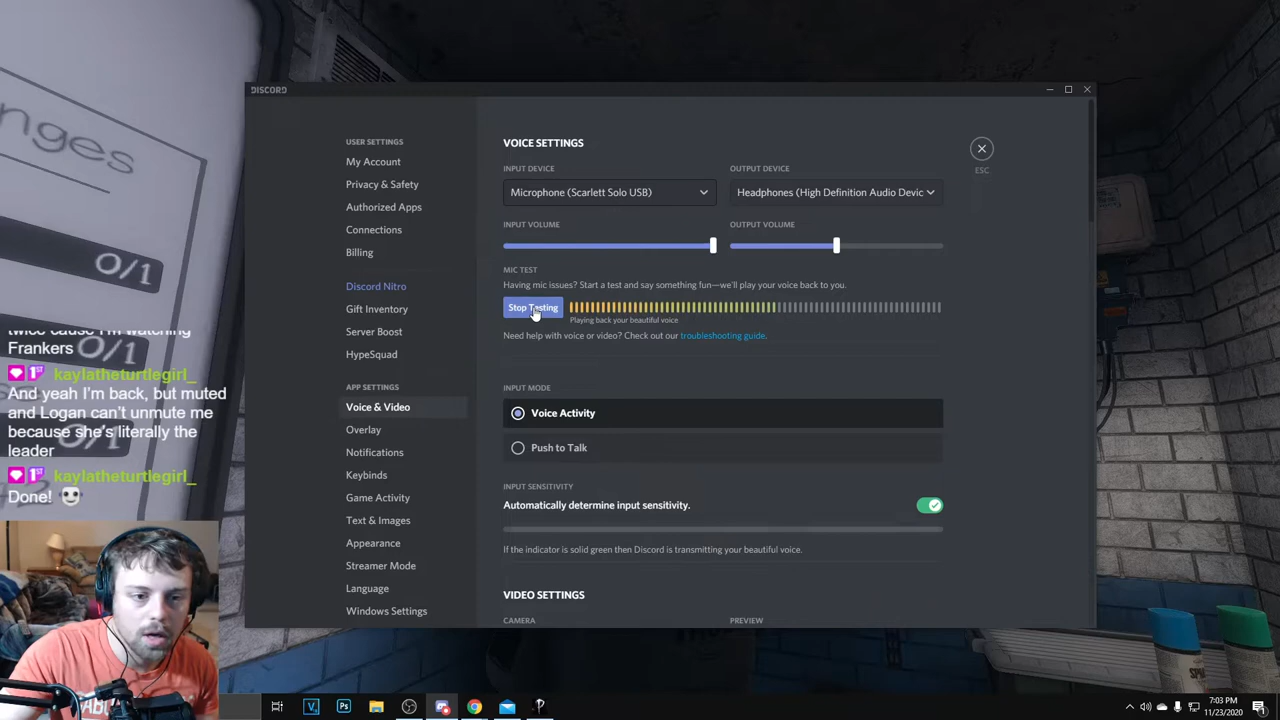 nges
0/1
twice cause I'm watching
Frankers
0/1
kaylatheturtlegirl_
And yeah I'm back, but muted
and Logan can't unmute me
because she's literally the
leader
kaylatheturtlegirl_
Done!
DISCORD
USER SETTINGS
My Account
Privacy & Safety
Authorized Apps
Connections
Billing
Discord Nitro
Gift Inventory
Server Boost
HypeSquad
APP SETTINGS
Voice & Video
Overlay
Notifications
Keybinds
Game Activity
Text & Images
Appearance
Streamer Mode
Language
Windows Settings
VOICE SETTINGS
INPUT DEVICE
OUTPUT DEVICE
Microphone (Scarlett Solo USB)
Headphones (High Definition Audio Devic
INPUT VOLUME
OUTPUT VOLUME
MIC TEST
Having mic issues? Start a test and say something fun—we'll play your voice back to you.
Stop Testing
Playing back your beautiful voice
Need help with voice or video? Check out our troubleshooting guide.
INPUT MODE
Voice Activity
Push to Talk
INPUT SENSITIVITY
Automatically determine input sensitivity.
If the indicator is solid green then Discord is transmitting your beautiful voice.
VIDEO SETTINGS
CAMERA
PREVIEW
ESC
Ps
7:03 PM
11/23/2020